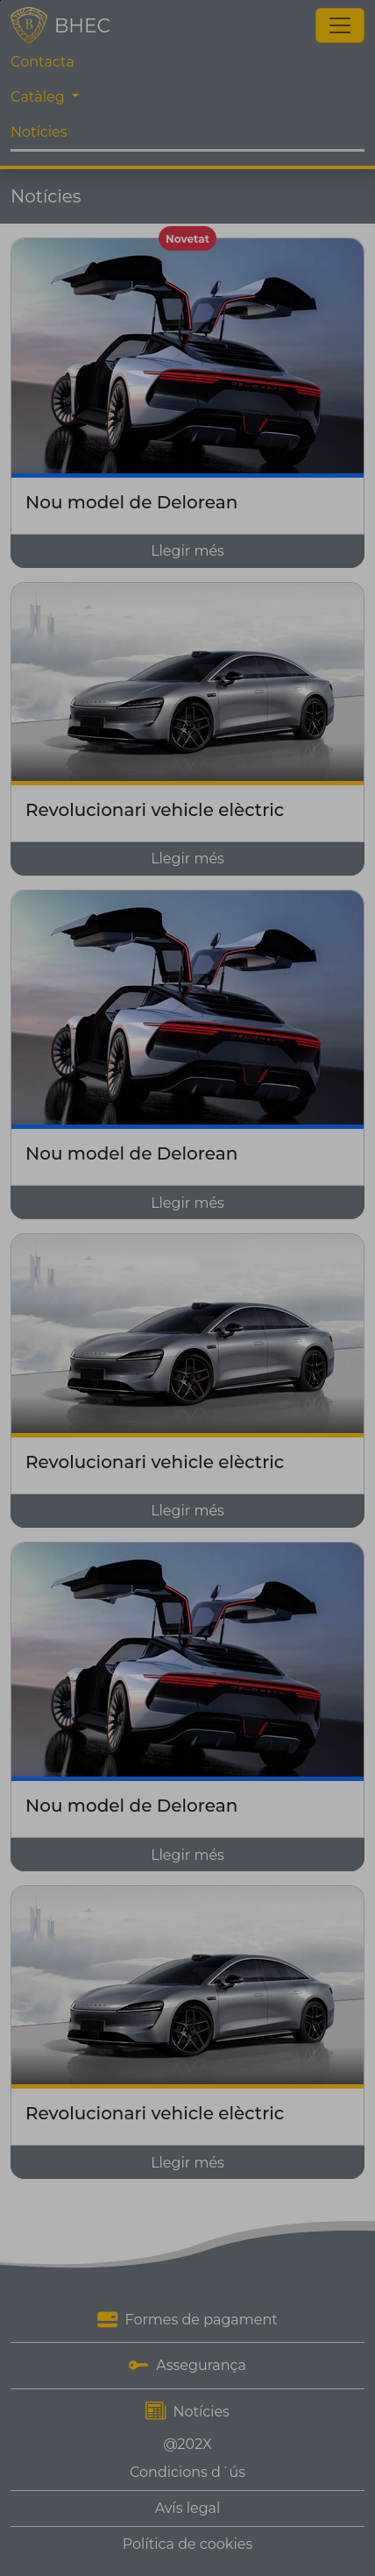 BHEC
Contacta
Catàleg
Notícies
Notícies
Novetat
Nou model de Delorean
Llegir més
Revolucionari vehicle elèctric
Llegir més
Nou model de Delorean
Llegir més
Revolucionari vehicle elèctric
Llegir més
Nou model de Delorean
Llegir més
Revolucionari vehicle elèctric
Llegir més
Formes de pagament
Assegurança
Notícies
@202X
Condicions d´ús
Avís legal
Política de cookies